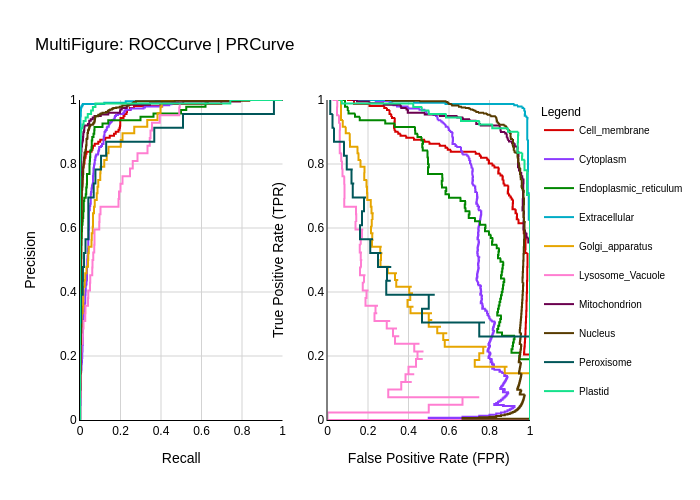 MultiFigure: ROCCurve | PRCurve
Precision
1
0.8
0.6
0.4
0.2
0
0 0.2 0.4 0.6 0.8 1
Recall
True Positive Rate (TPR)
1
0.8
0.6
0.4
0.2
0
0 0.2 0.4 0.6 0.8 1
False Positive Rate (FPR)
Legend
Cell_membrane
Cytoplasm
Endoplasmic_reticulum
Extracellular
Golgi_apparatus
Lysosome_Vacuole
Mitochondrion
Nucleus
Peroxisome
Plastid